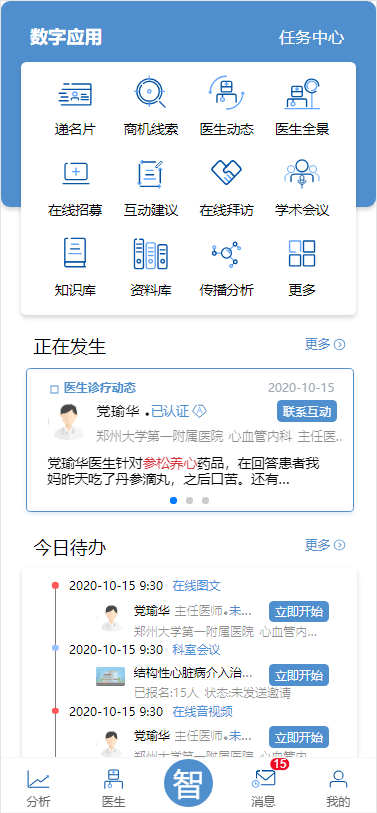 数字应用 任务中心
递名片 商机线索 医生动态 医生全景
在线招募 互动建议 在线拜访 学术会议
知识库 资料库 传播分析 更多
正在发生 更多
医生诊疗动态 2020-10-15
党瑜华 •已认证 联系互动
郑州大学第一附属医院 心血管内科 主任医..
党瑜华医生针对参松养心药品，在回答患者我
妈昨天吃了丹参滴丸，之后口苦。还有...
今日待办 更多
2020-10-15 9:30 在线图文
党瑜华 主任医师•未... 立即开始
郑州大学第一附属医院 心血管内...
2020-10-15 9:30 科室会议
结构性心脏病介入治... 立即开始
已报名:15人 状态:未发送邀请
2020-10-15 9:30 在线音视频
党瑜华 主任医师•未... 立即开始
郑州大学第一附属医院 心血管内...
智 15
分析 医生 消息 我的